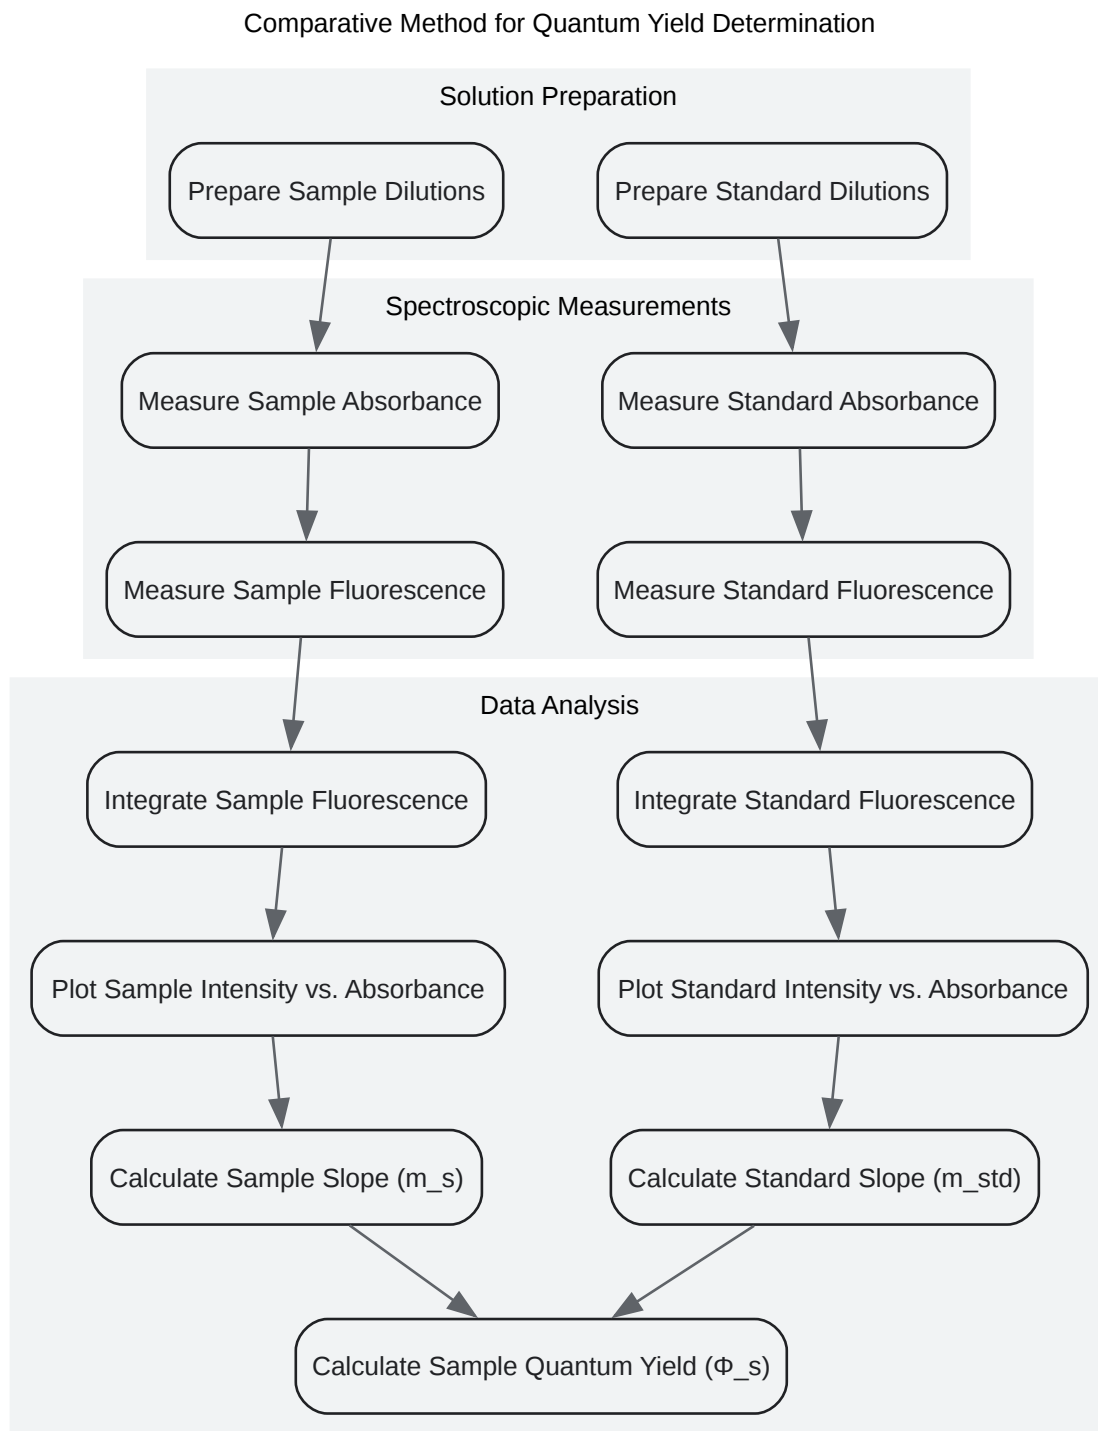 Comparative Method for Quantum Yield Determination
Solution Preparation
Prepare Sample Dilutions
Prepare Standard Dilutions
Spectroscopic Measurements
Measure Sample Absorbance
Measure Standard Absorbance
Measure Sample Fluorescence
Measure Standard Fluorescence
Data Analysis
Integrate Sample Fluorescence
Integrate Standard Fluorescence
Plot Sample Intensity vs. Absorbance
Plot Standard Intensity vs. Absorbance
Calculate Sample Slope (m_s)
Calculate Standard Slope (m_std)
Calculate Sample Quantum Yield (Φ_s)